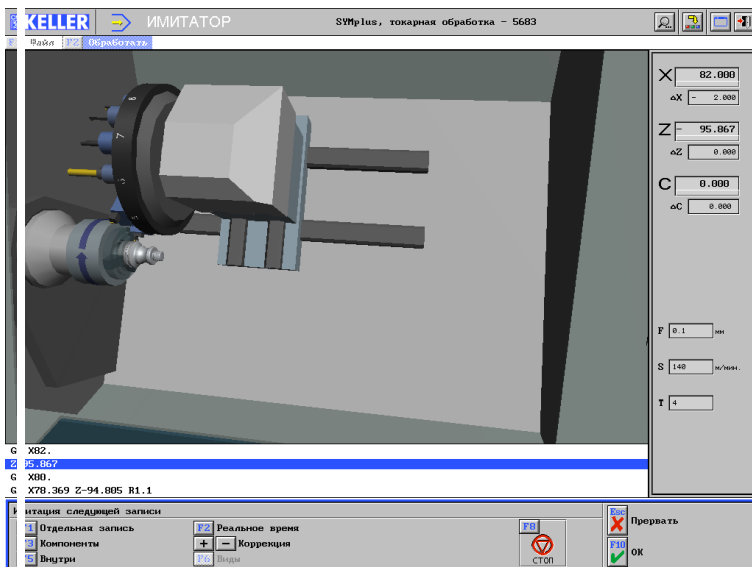 KELLER ИМИТАТОР SYMplus, токарная обработка - 5683
F Файл F2 Обработать
X 82.000
ΔX - 2.000
Z - 95.867
ΔZ 0.000
C 0.000
ΔC 0.000
F 0.1 мм
S 140 м/мин.
T 4
8
7
G X82.
Z 95.867
G X80.
G X78.369 Z-94.805 R1.1
И итация следующей записи
1 Отдельная запись F2 Реальное время F8 СТОП
3 Компоненты + - Коррекция
5 Внутри F6 Виды
Esc Прервать
F10 OK